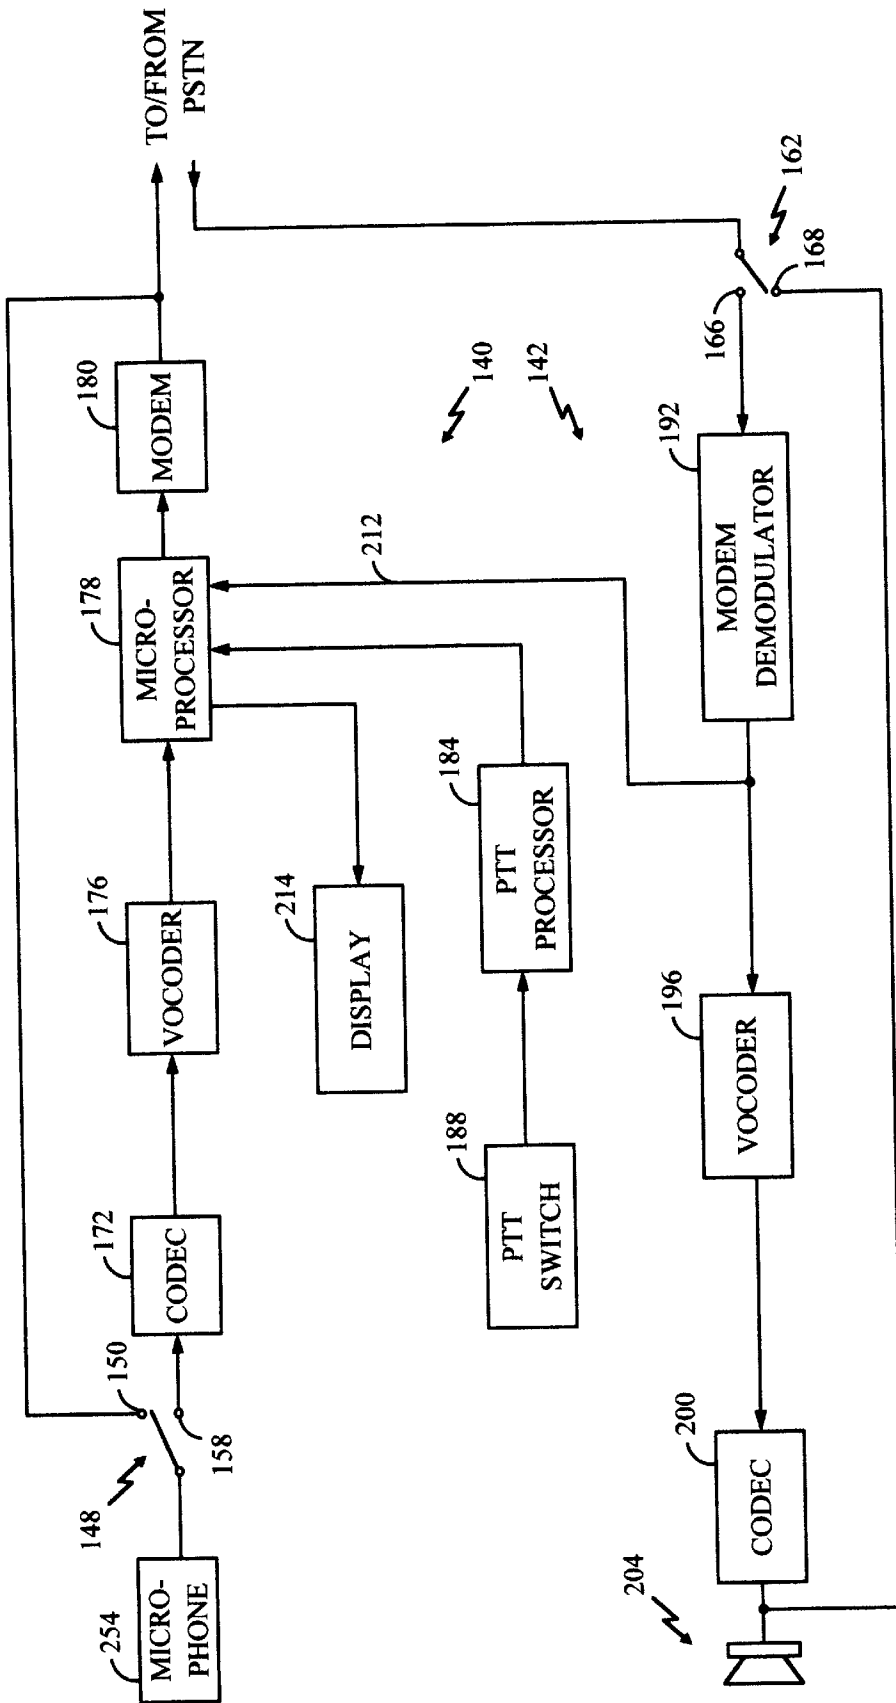 254
MICRO-
PHONE
148
150
158
172
CODEC
176
VOCODER
178
MICRO-
PROCESSOR
180
MODEM
TO/FROM
PSTN
214
DISPLAY
212
140
142
188
PTT
SWITCH
184
PTT
PROCESSOR
204
200
CODEC
196
VOCODER
192
MODEM
DEMODULATOR
166
168
162